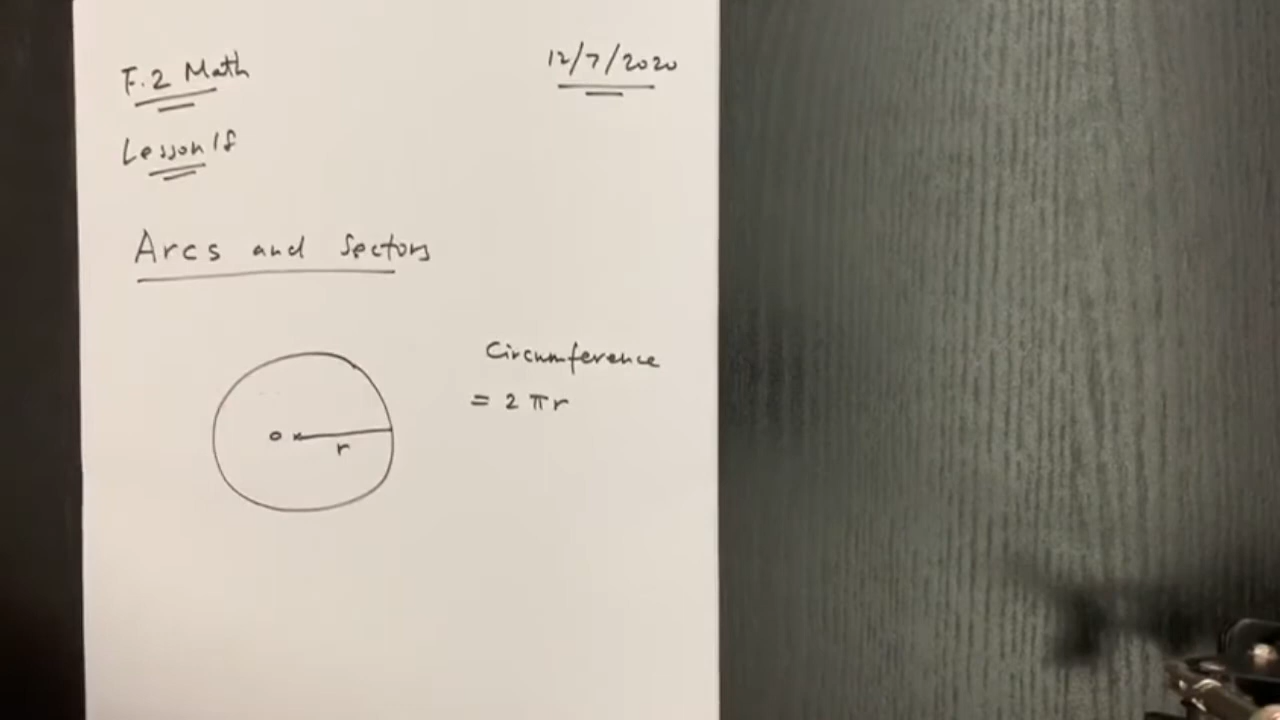 F.2 Math
12/7/2020
Lesson 18
Arcs and Sectors
Circumference
= 2πr
o
r